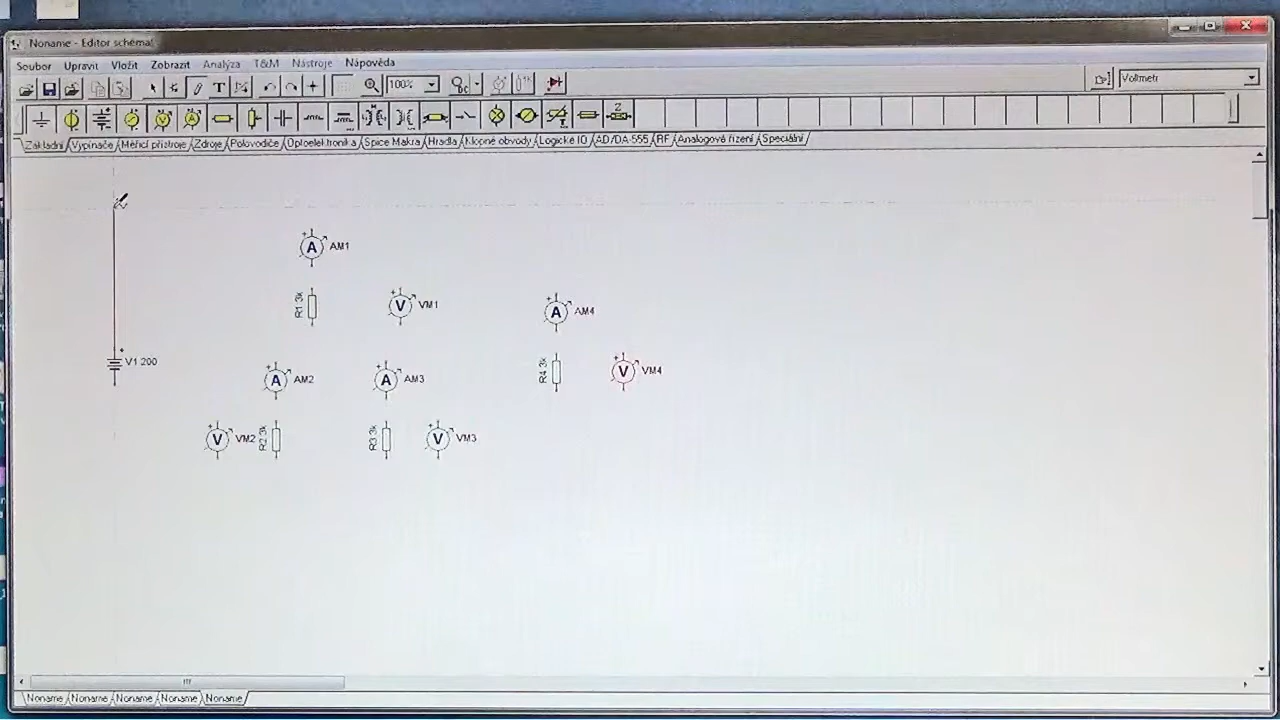 Noname - Editor schémat
Soubor Upravit Vložit Zobrazit Analýza T&M Nástroje Nápověda
T 100% Voltmetr
Z
Základní Vypínače Měřicí přístroje Zdroje Polovodiče Optoelektronika Spice Makra Hradla Klopné obvody Logické IO AD/DA-555 RF Analogové řízení Speciální
A AM1
R1 3k V VM1 A AM4
V1 200 R4 3k V VM4
A AM2 A AM3
V VM2 R2 3k R3 3k V VM3
Noname Noname Noname Noname Noname